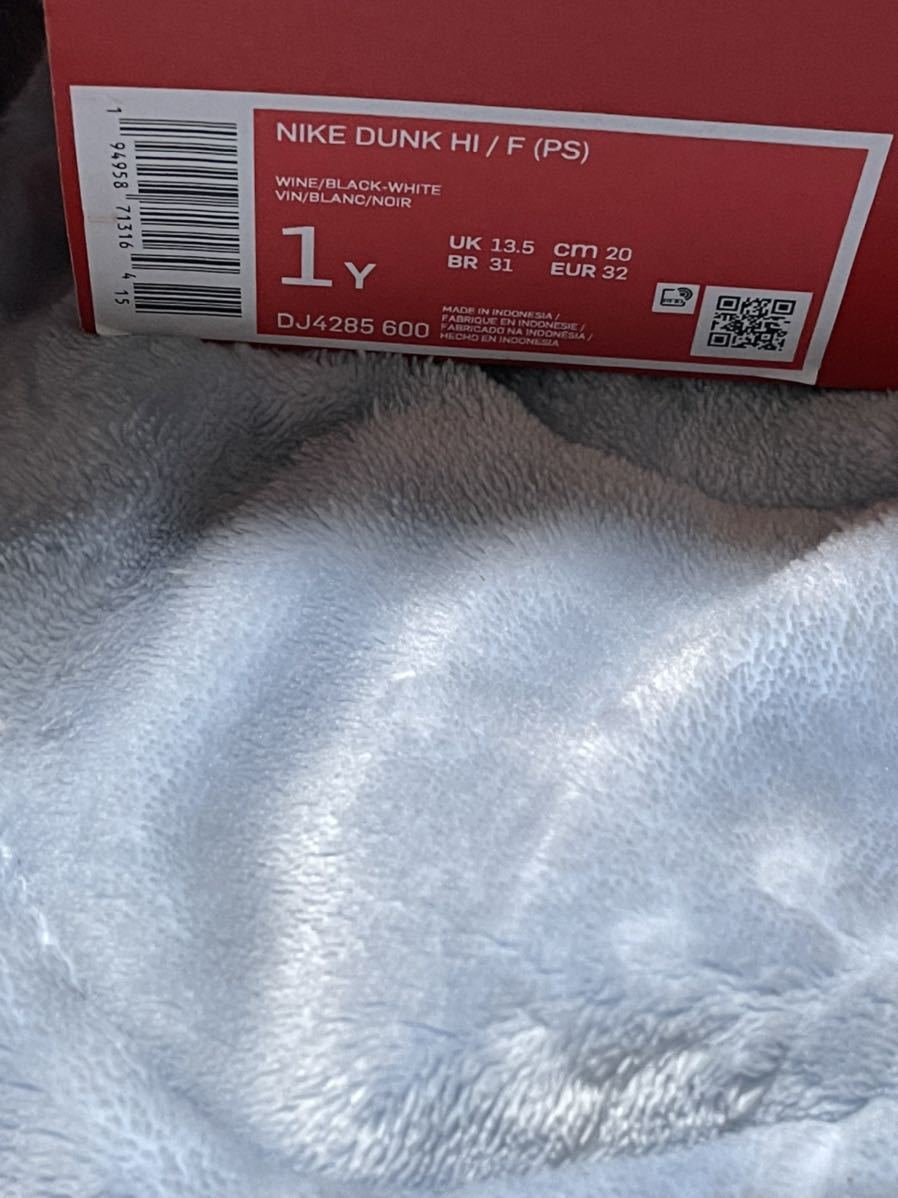 NIKE DUNK HI / F (PS)
WINE/BLACK-WHITE
VIN/BLANC/NOIR
1Y
UK 13.5 cm 20
BR 31 EUR 32
DJ4285 600
MADE IN INDONESIA /
FABRIQUE EN INDONESIE /
FABRICADO NA INDONÉSIA /
HECHO EN INDONESIA
1 94958 71316 4 15